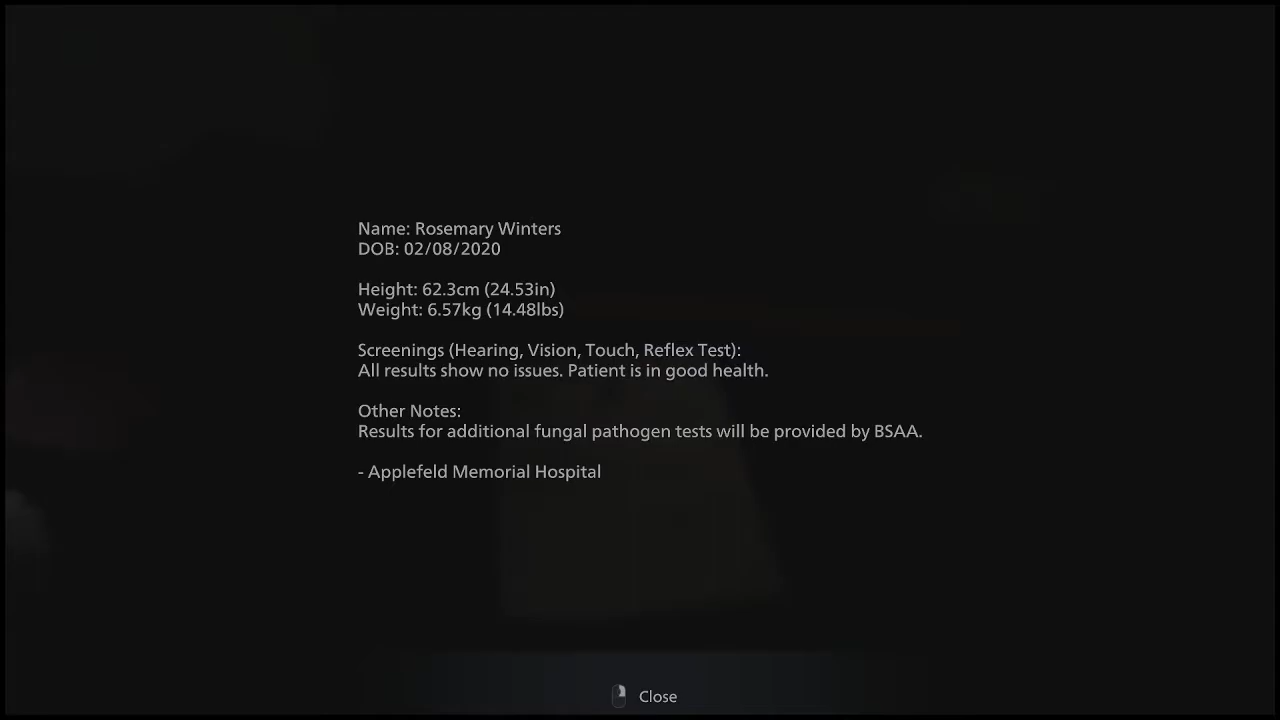 Name: Rosemary Winters
DOB: 02/08/2020
Height: 62.3cm (24.53in)
Weight: 6.57kg (14.48lbs)
Screenings (Hearing, Vision, Touch, Reflex Test):
All results show no issues. Patient is in good health.
Other Notes:
Results for additional fungal pathogen tests will be provided by BSAA.
- Applefeld Memorial Hospital
Close